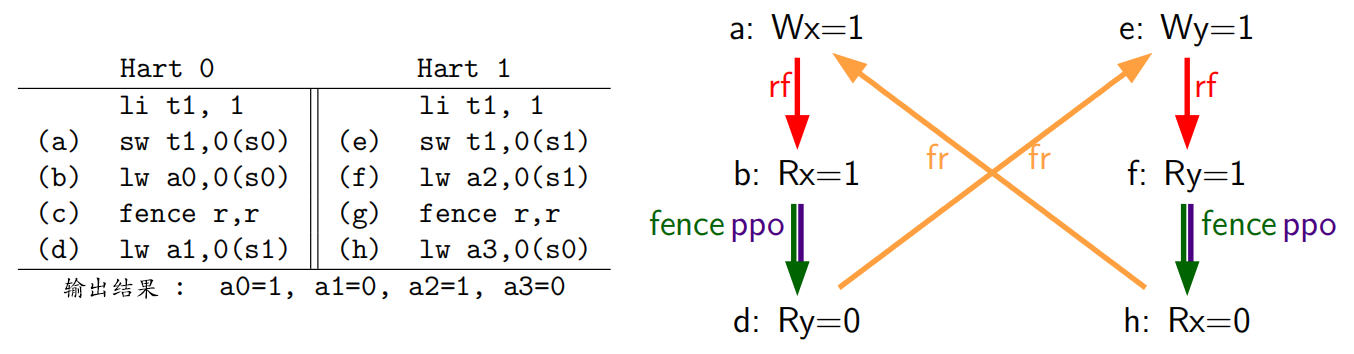 Hart 0 Hart 1
li t1, 1 li t1, 1
(a) sw t1,0(s0) (e) sw t1,0(s1)
(b) lw a0,0(s0) (f) lw a2,0(s1)
(c) fence r,r (g) fence r,r
(d) lw a1,0(s1) (h) lw a3,0(s0)
输出结果 : a0=1, a1=0, a2=1, a3=0
a: Wx=1 e: Wy=1
rf rf
fr fr
b: Rx=1 f: Ry=1
fence ppo fence ppo
d: Ry=0 h: Rx=0